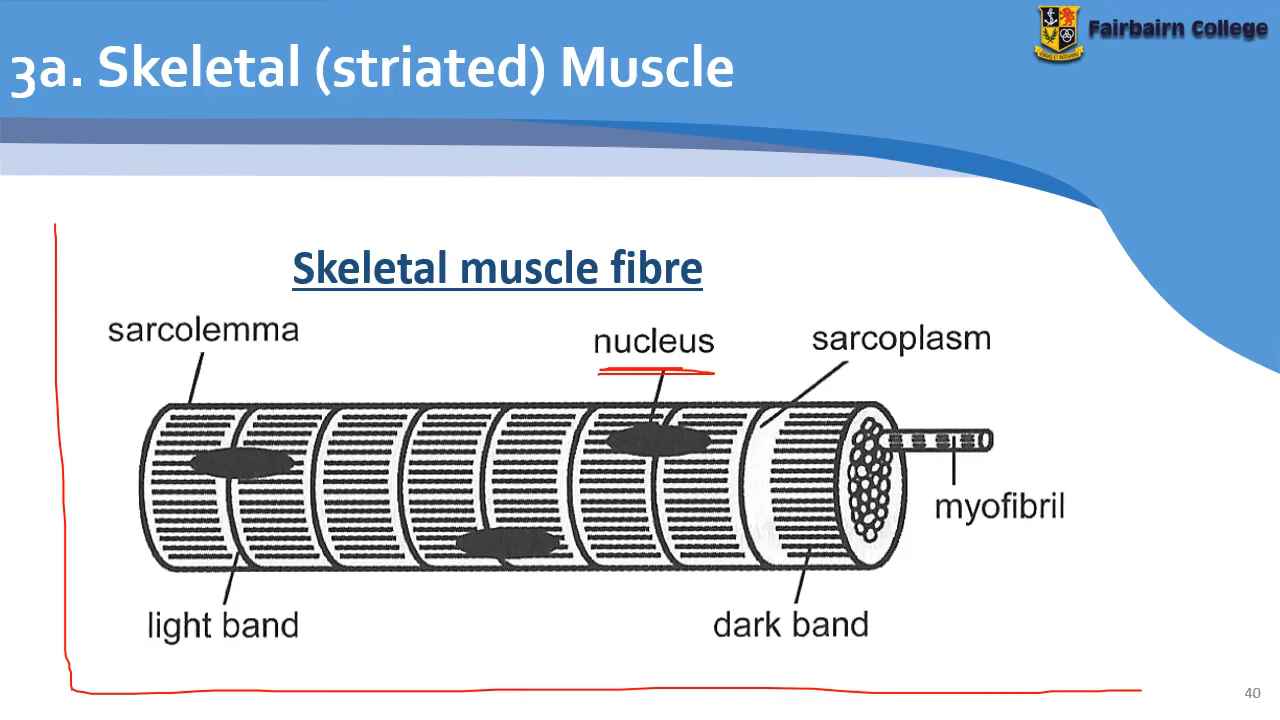 Fairbairn College
3a. Skeletal (striated) Muscle
Skeletal muscle fibre
sarcolemma
nucleus
sarcoplasm
myofibril
light band
dark band
40